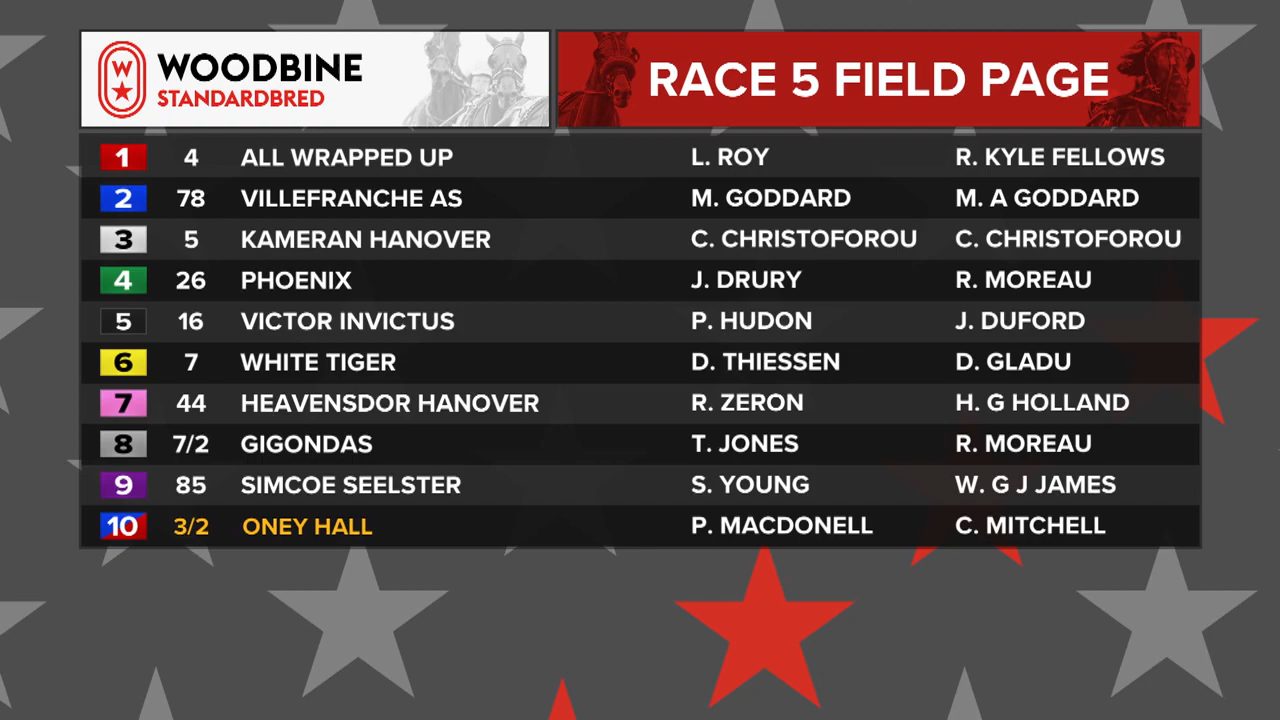 W
WOODBINE
STANDARDBRED
RACE 5 FIELD PAGE
1 4 ALL WRAPPED UP L. ROY R. KYLE FELLOWS
2 78 VILLEFRANCHE AS M. GODDARD M. A GODDARD
3 5 KAMERAN HANOVER C. CHRISTOFOROU C. CHRISTOFOROU
4 26 PHOENIX J. DRURY R. MOREAU
5 16 VICTOR INVICTUS P. HUDON J. DUFORD
6 7 WHITE TIGER D. THIESSEN D. GLADU
7 44 HEAVENSDOR HANOVER R. ZERON H. G HOLLAND
8 7/2 GIGONDAS T. JONES R. MOREAU
9 85 SIMCOE SEELSTER S. YOUNG W. G J JAMES
10 3/2 ONEY HALL P. MACDONELL C. MITCHELL